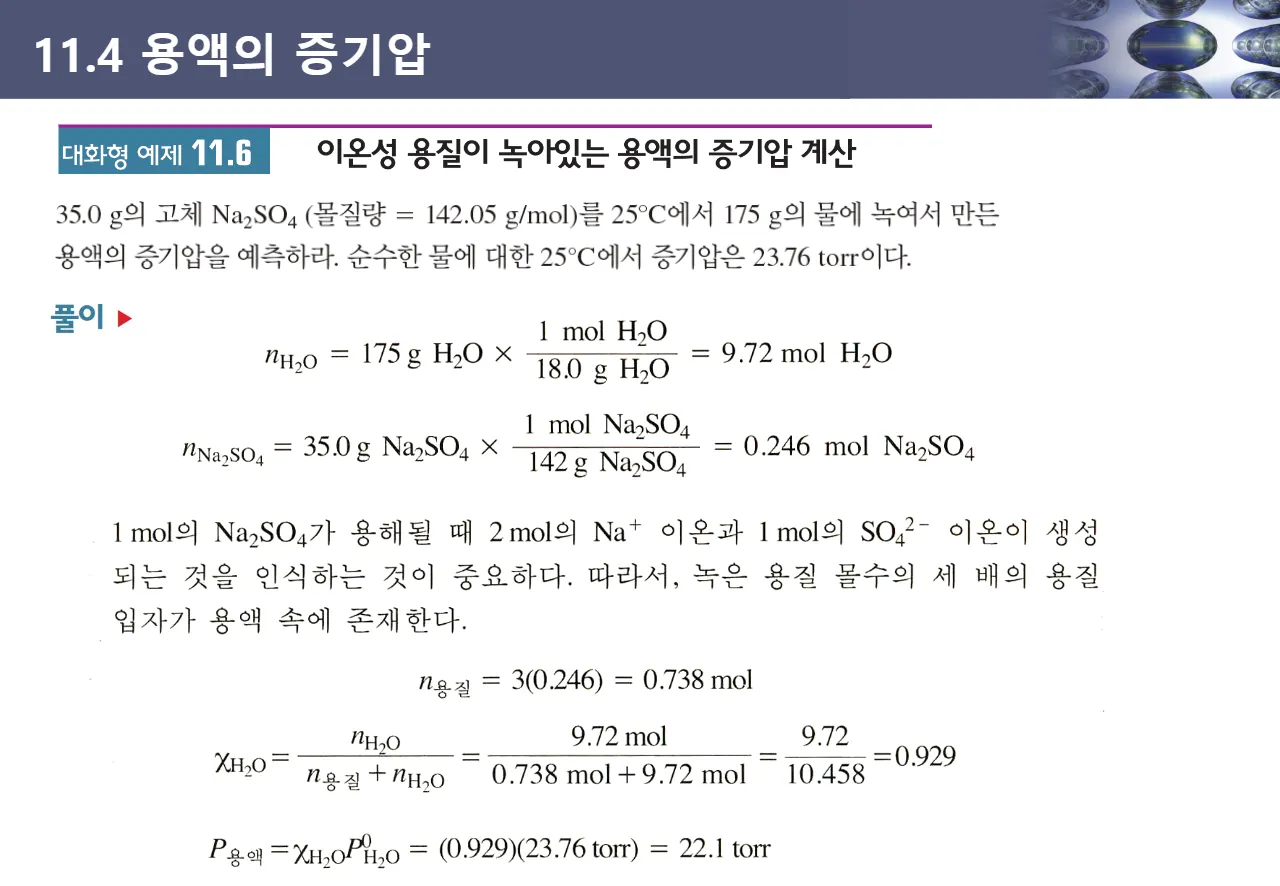 11.4 용액의 증기압
대화형 예제 11.6 이온성 용질이 녹아있는 용액의 증기압 계산
35.0 g의 고체 Na₂SO₄ (몰질량 = 142.05 g/mol)를 25°C에서 175 g의 물에 녹여서 만든
용액의 증기압을 예측하라. 순수한 물에 대한 25°C에서 증기압은 23.76 torr이다.
풀이 ▶
n_H₂O = 175 g H₂O × (1 mol H₂O / 18.0 g H₂O) = 9.72 mol H₂O
n_Na₂SO₄ = 35.0 g Na₂SO₄ × (1 mol Na₂SO₄ / 142 g Na₂SO₄) = 0.246 mol Na₂SO₄
1 mol의 Na₂SO₄가 용해될 때 2 mol의 Na⁺ 이온과 1 mol의 SO₄²⁻ 이온이 생성
되는 것을 인식하는 것이 중요하다. 따라서, 녹은 용질 몰수의 세 배의 용질
입자가 용액 속에 존재한다.
n_용질 = 3(0.246) = 0.738 mol
χ_H₂O = n_H₂O / (n_용질 + n_H₂O) = 9.72 mol / (0.738 mol + 9.72 mol) = 9.72 / 10.458 = 0.929
P_용액 = χ_H₂O P⁰_H₂O = (0.929)(23.76 torr) = 22.1 torr